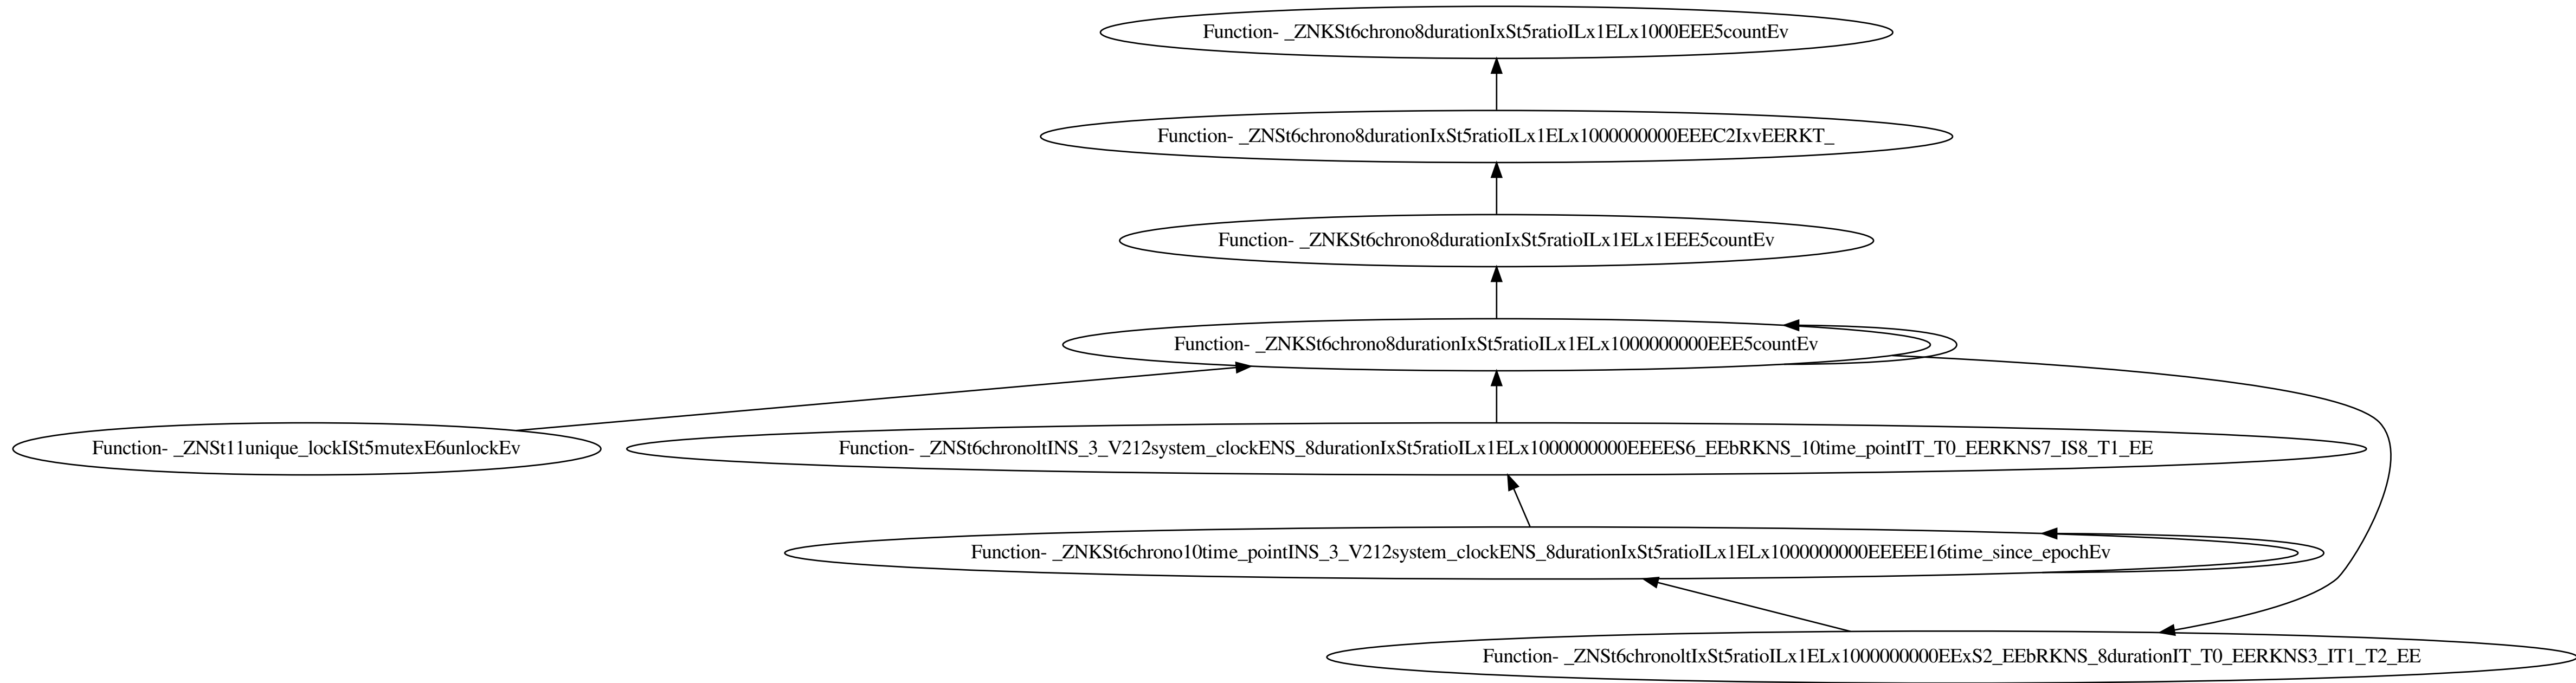 Function- _ZNKSt6chrono8durationIxSt5ratioILx1ELx1000EEE5countEv
Function- _ZNSt6chrono8durationIxSt5ratioILx1ELx1000000000EEEC2IxvEERKT_
Function- _ZNKSt6chrono8durationIxSt5ratioILx1ELx1EEE5countEv
Function- _ZNKSt6chrono8durationIxSt5ratioILx1ELx1000000000EEE5countEv
Function- _ZNSt11unique_lockISt5mutexE6unlockEv
Function- _ZNSt6chronoltINS_3_V212system_clockENS_8durationIxSt5ratioILx1ELx1000000000EEEES6_EEbRKNS_10time_pointIT_T0_EERKNS7_IS8_T1_EE
Function- _ZNKSt6chrono10time_pointINS_3_V212system_clockENS_8durationIxSt5ratioILx1ELx1000000000EEEEE16time_since_epochEv
Function- _ZNSt6chronoltIxSt5ratioILx1ELx1000000000EExS2_EEbRKNS_8durationIT_T0_EERKNS3_IT1_T2_EE